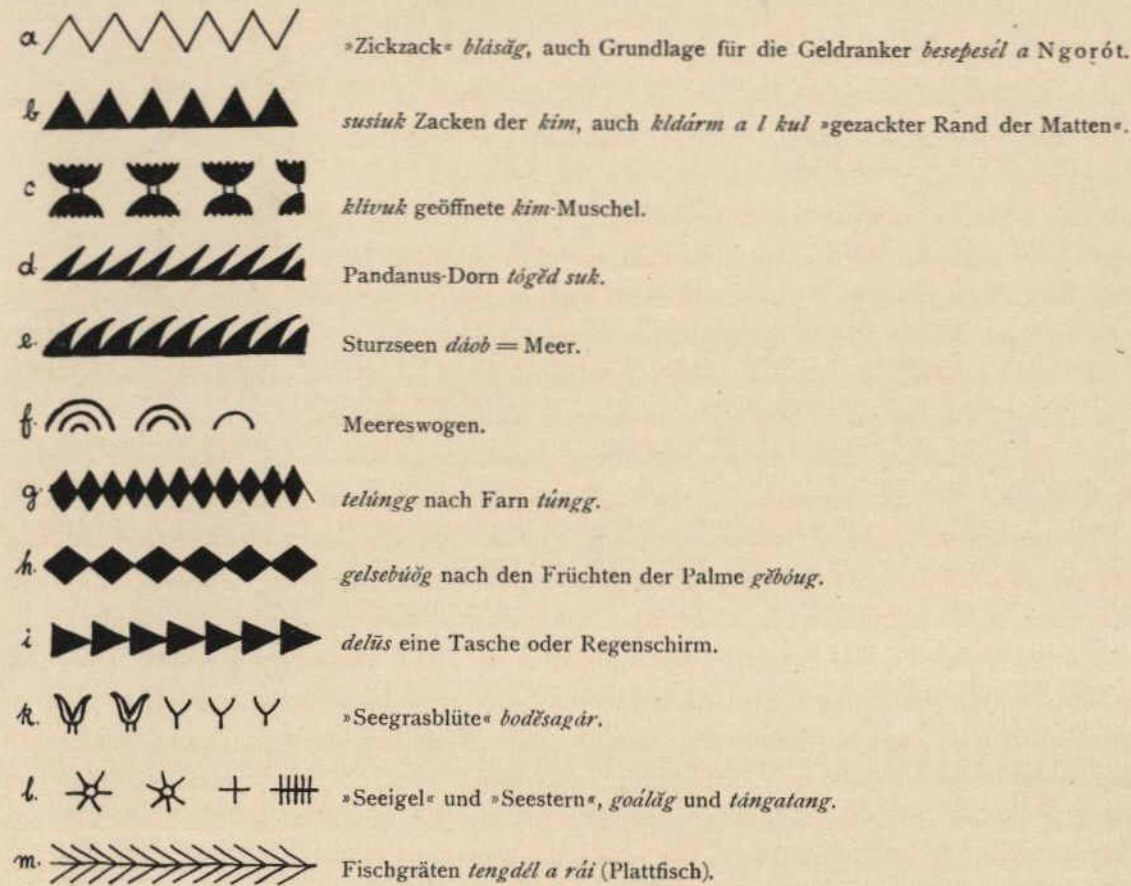 a. »Zickzack« blásăg, auch Grundlage für die Geldranker besepesél a Ngorót.
b. susíuk Zacken der kim, auch kldárm a l kul »gezackter Rand der Matten«.
c. klívuk geöffnete kim-Muschel.
d. Pandanus-Dorn tógĕd suk.
e. Sturzseen dáob = Meer.
f. Meereswogen.
g. telúngg nach Farn túngg.
h. gelsebúŏg nach den Früchten der Palme gĕbóug.
i delūs eine Tasche oder Regenschirm.
k. »Seegrasblüte« bodĕsagár.
l. »Seeigel« und »Seestern«, goálăg und tángatang.
m. Fischgräten tengdél a rái (Plattfisch).